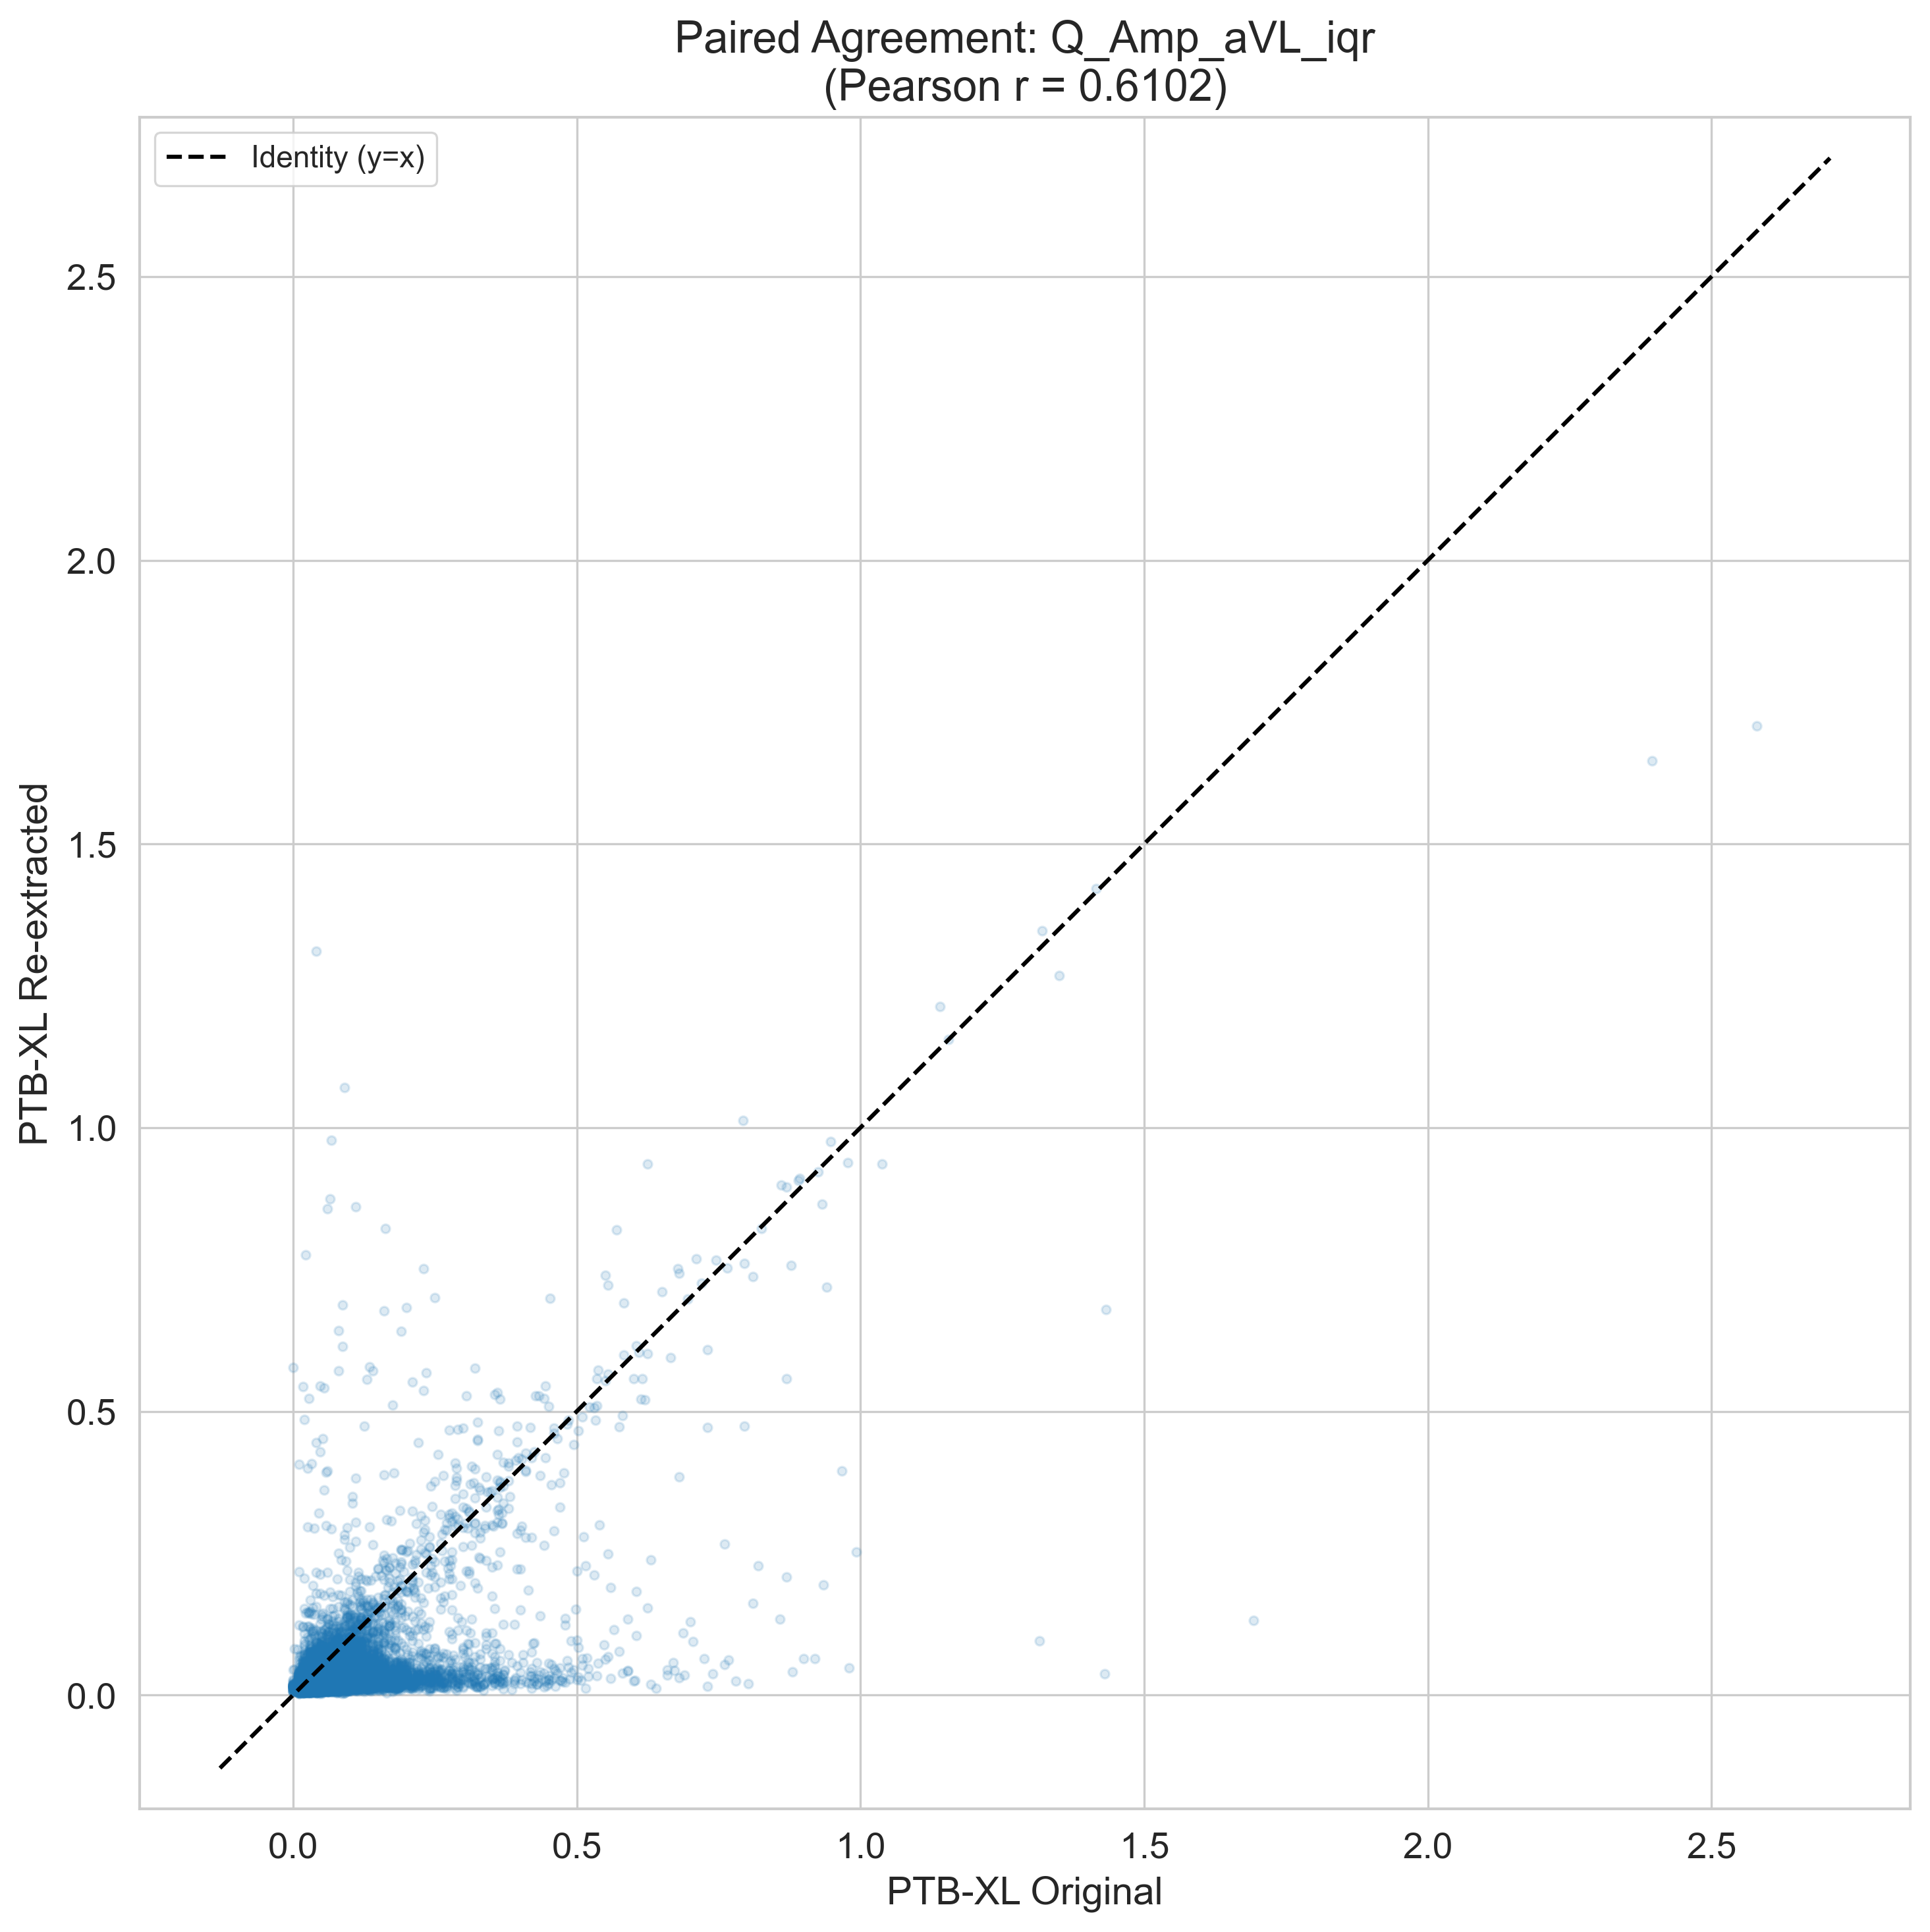 Paired Agreement: Q_Amp_aVL_iqr
(Pearson r = 0.6102)
Identity (y=x)
2.5
2.0
1.5
1.0
0.5
0.0
PTB-XL Re-extracted
0.0 0.5 1.0 1.5 2.0 2.5
PTB-XL Original